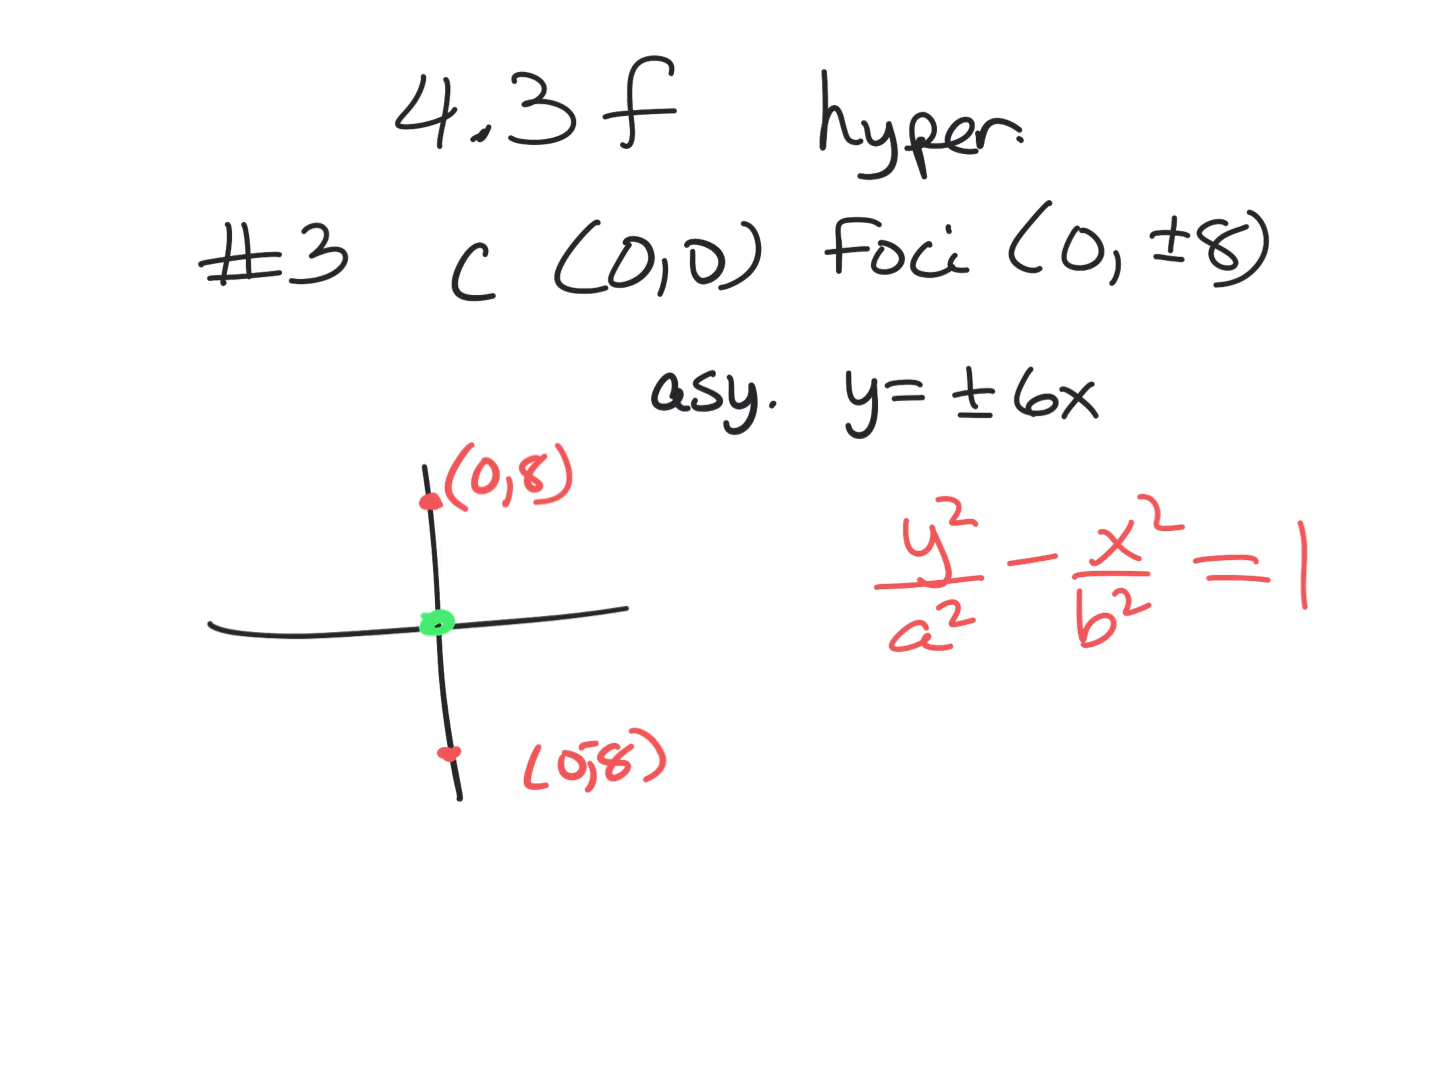 4.3f hyper.
#3 c (0,0) Foci (0, ±8)
asy. y= ±6x
(0,8)
y²/a² − x²/b² = 1
(0,-8)